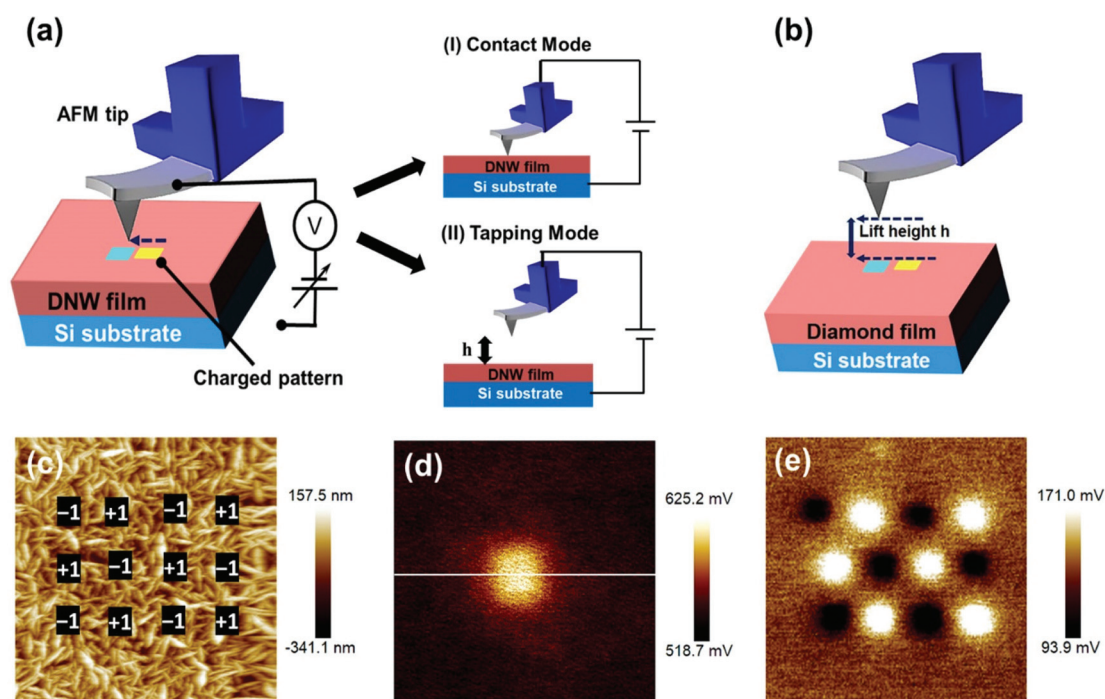 (a)
AFM tip
V
DNW film
Si substrate
Charged pattern
(I) Contact Mode
DNW film
Si substrate
(II) Tapping Mode
h
DNW film
Si substrate
(b)
Lift height h
Diamond film
Si substrate
(c)
−1 +1 −1 +1
+1 −1 +1 −1
−1 +1 −1 +1
157.5 nm
-341.1 nm
(d)
625.2 mV
518.7 mV
(e)
171.0 mV
93.9 mV